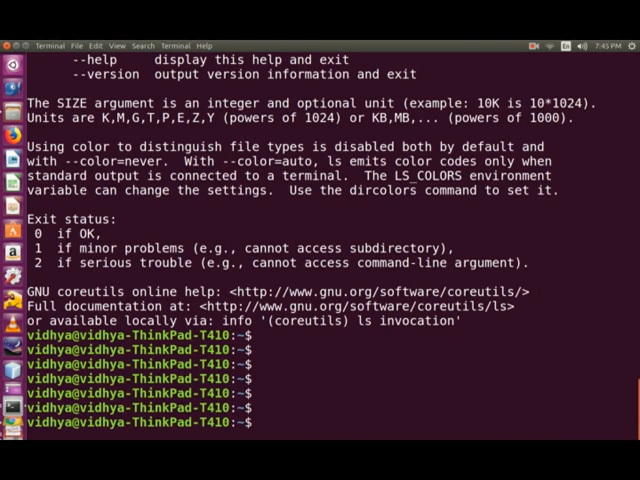 Terminal File Edit View Search Terminal Help En 7:45 PM
--help display this help and exit
--version output version information and exit
The SIZE argument is an integer and optional unit (example: 10K is 10*1024).
Units are K,M,G,T,P,E,Z,Y (powers of 1024) or KB,MB,... (powers of 1000).
Using color to distinguish file types is disabled both by default and
with --color=never. With --color=auto, ls emits color codes only when
standard output is connected to a terminal. The LS_COLORS environment
variable can change the settings. Use the dircolors command to set it.
Exit status:
0 if OK,
1 if minor problems (e.g., cannot access subdirectory),
2 if serious trouble (e.g., cannot access command-line argument).
GNU coreutils online help: <http://www.gnu.org/software/coreutils/>
Full documentation at: <http://www.gnu.org/software/coreutils/ls>
or available locally via: info '(coreutils) ls invocation'
vidhya@vidhya-ThinkPad-T410:~$
vidhya@vidhya-ThinkPad-T410:~$
vidhya@vidhya-ThinkPad-T410:~$
vidhya@vidhya-ThinkPad-T410:~$
vidhya@vidhya-ThinkPad-T410:~$
vidhya@vidhya-ThinkPad-T410:~$
vidhya@vidhya-ThinkPad-T410:~$